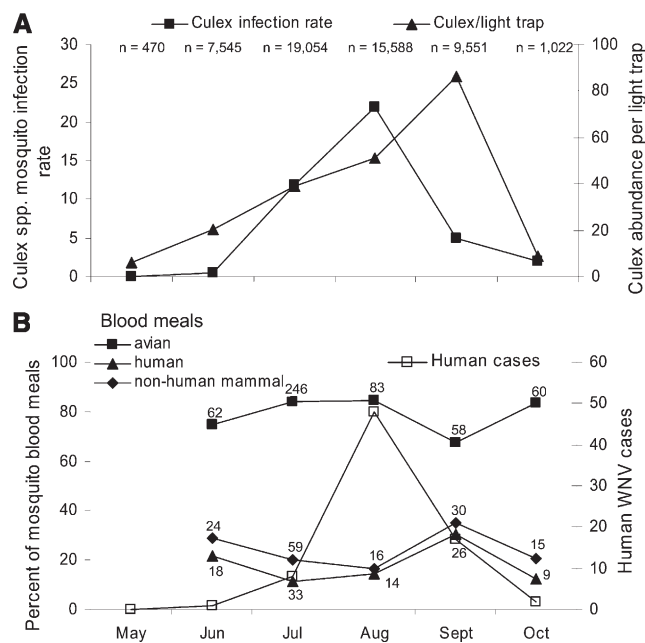 A
Culex infection rate
Culex/light trap
n = 470 n = 7,545 n = 19,054 n = 15,588 n = 9,551 n = 1,022
30
25
20
15
10
5
0
Culex spp. mosquito infection
rate
100
80
60
40
20
0
Culex abundance per light trap
B
Blood meals
avian
human
non-human mammal
Human cases
100
80
60
40
20
0
Percent of mosquito blood meals
60
50
40
30
20
10
0
Human WNV cases
62 246 83 58 60
24 59 16 30 15
18 33 14 26 9
May Jun Jul Aug Sept Oct